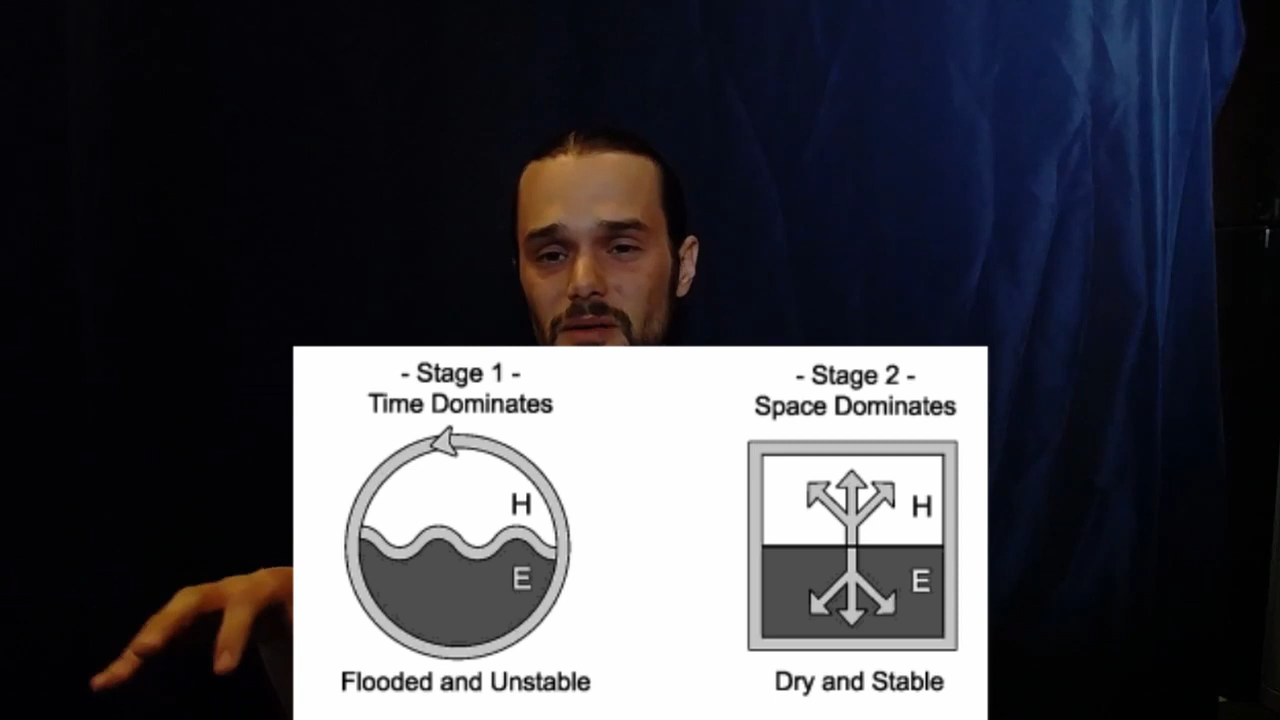 - Stage 1 -
Time Dominates
H
E
Flooded and Unstable
- Stage 2 -
Space Dominates
H
E
Dry and Stable